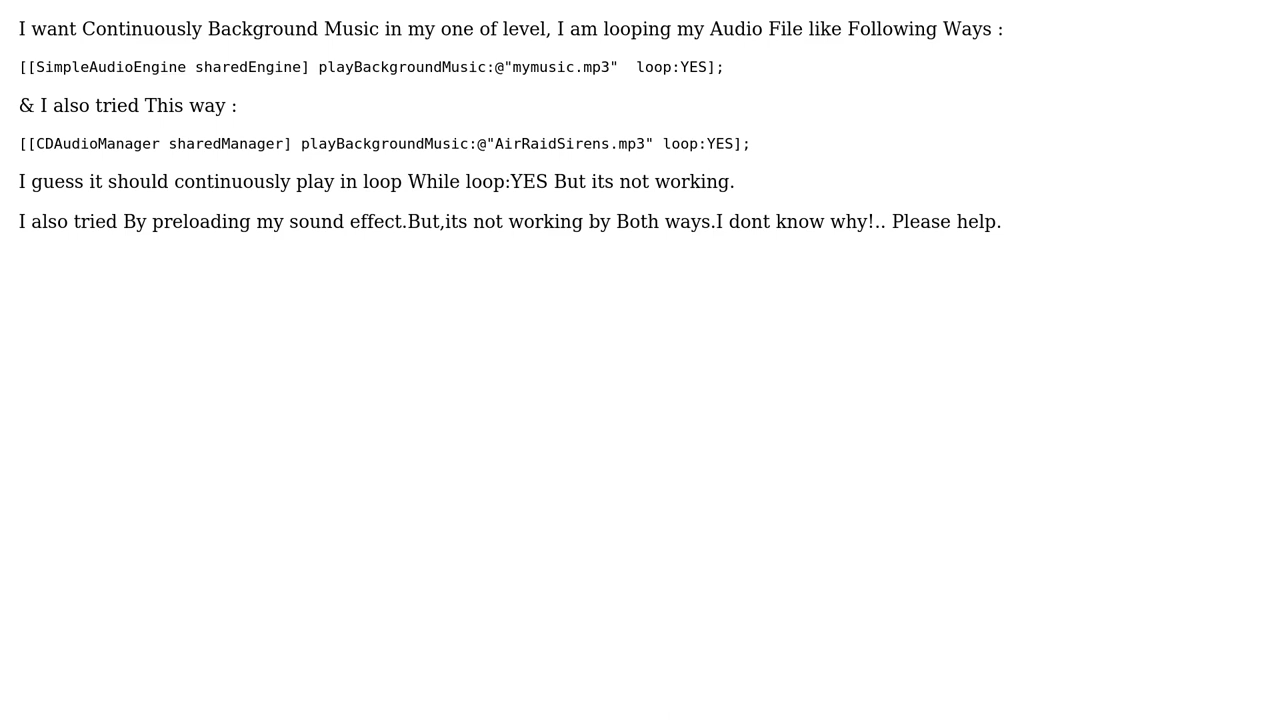 I want Continuously Background Music in my one of level, I am looping my Audio File like Following Ways :
[[SimpleAudioEngine sharedEngine] playBackgroundMusic:@"mymusic.mp3"  loop:YES];
& I also tried This way :
[[CDAudioManager sharedManager] playBackgroundMusic:@"AirRaidSirens.mp3" loop:YES];
I guess it should continuously play in loop While loop:YES But its not working.
I also tried By preloading my sound effect.But,its not working by Both ways.I dont know why!.. Please help.